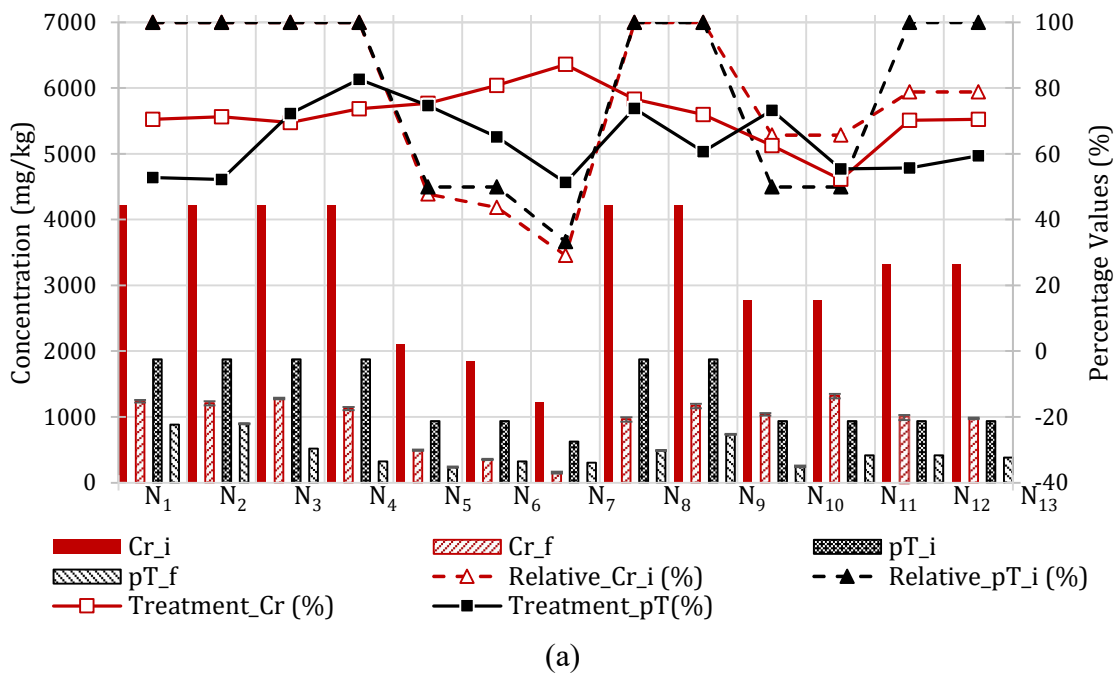 7000
6000
5000
4000
3000
2000
1000
0
Concentration (mg/kg)
100
80
60
40
20
0
-20
-40
Percentage Values (%)
N1 N2 N3 N4 N5 N6 N7 N8 N9 N10 N11 N12 N13
Cr_i Cr_f pT_i
pT_f Relative_Cr_i (%) Relative_pT_i (%)
Treatment_Cr (%) Treatment_pT(%)
(a)